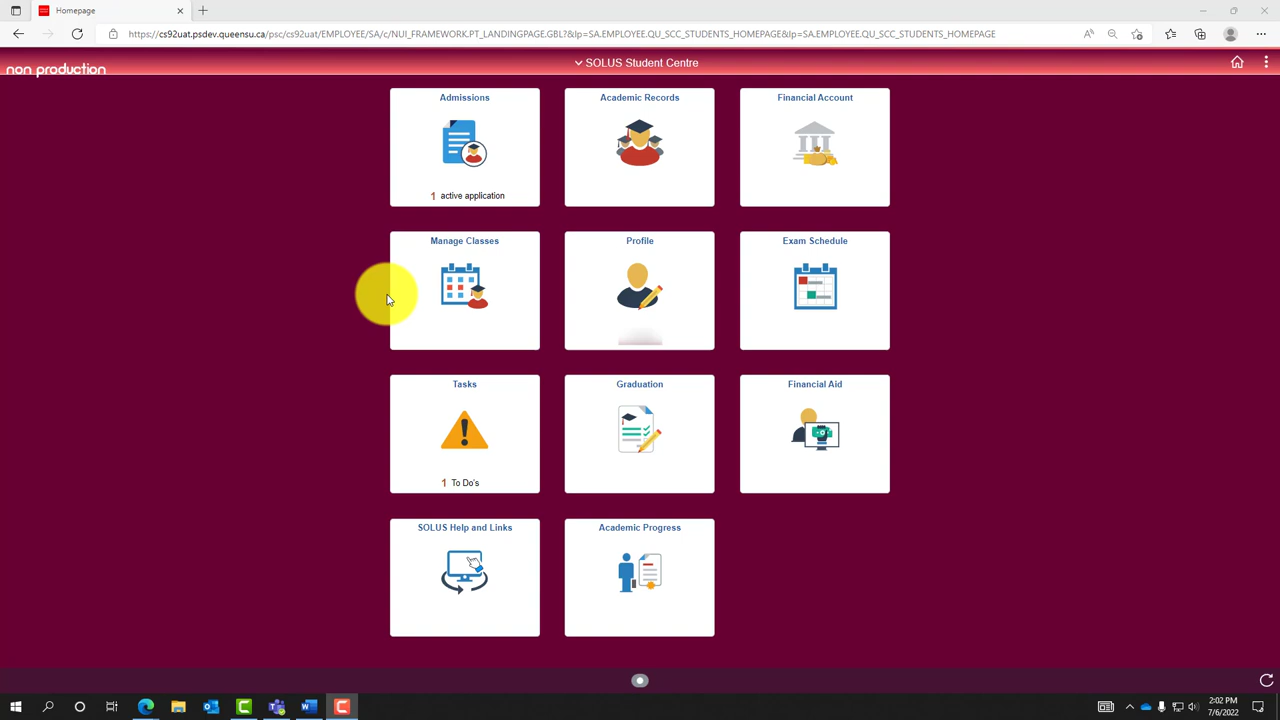 Homepage
https://cs92uat.psdev.queensu.ca/psc/cs92uat/EMPLOYEE/SA/c/NUI_FRAMEWORK.PT_LANDINGPAGE.GBL?&lp=SA.EMPLOYEE.QU_SCC_STUDENTS_HOMEPAGE&lp=SA.EMPLOYEE.QU_SCC_STUDENTS_HOMEPAGE
non production
SOLUS Student Centre
Admissions
1 active application
Academic Records
Financial Account
Manage Classes
Profile
Exam Schedule
Tasks
1 To Do's
Graduation
Financial Aid
SOLUS Help and Links
Academic Progress
2:02 PM
7/6/2022